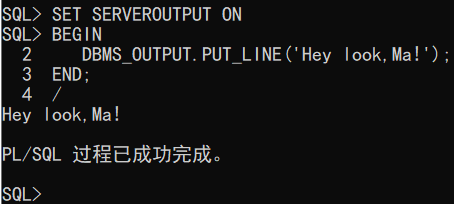 SQL> SET SERVEROUTPUT ON
SQL> BEGIN
  2     DBMS_OUTPUT.PUT_LINE('Hey look,Ma!');
  3  END;
  4  /
Hey look,Ma!
PL/SQL 过程已成功完成。
SQL>